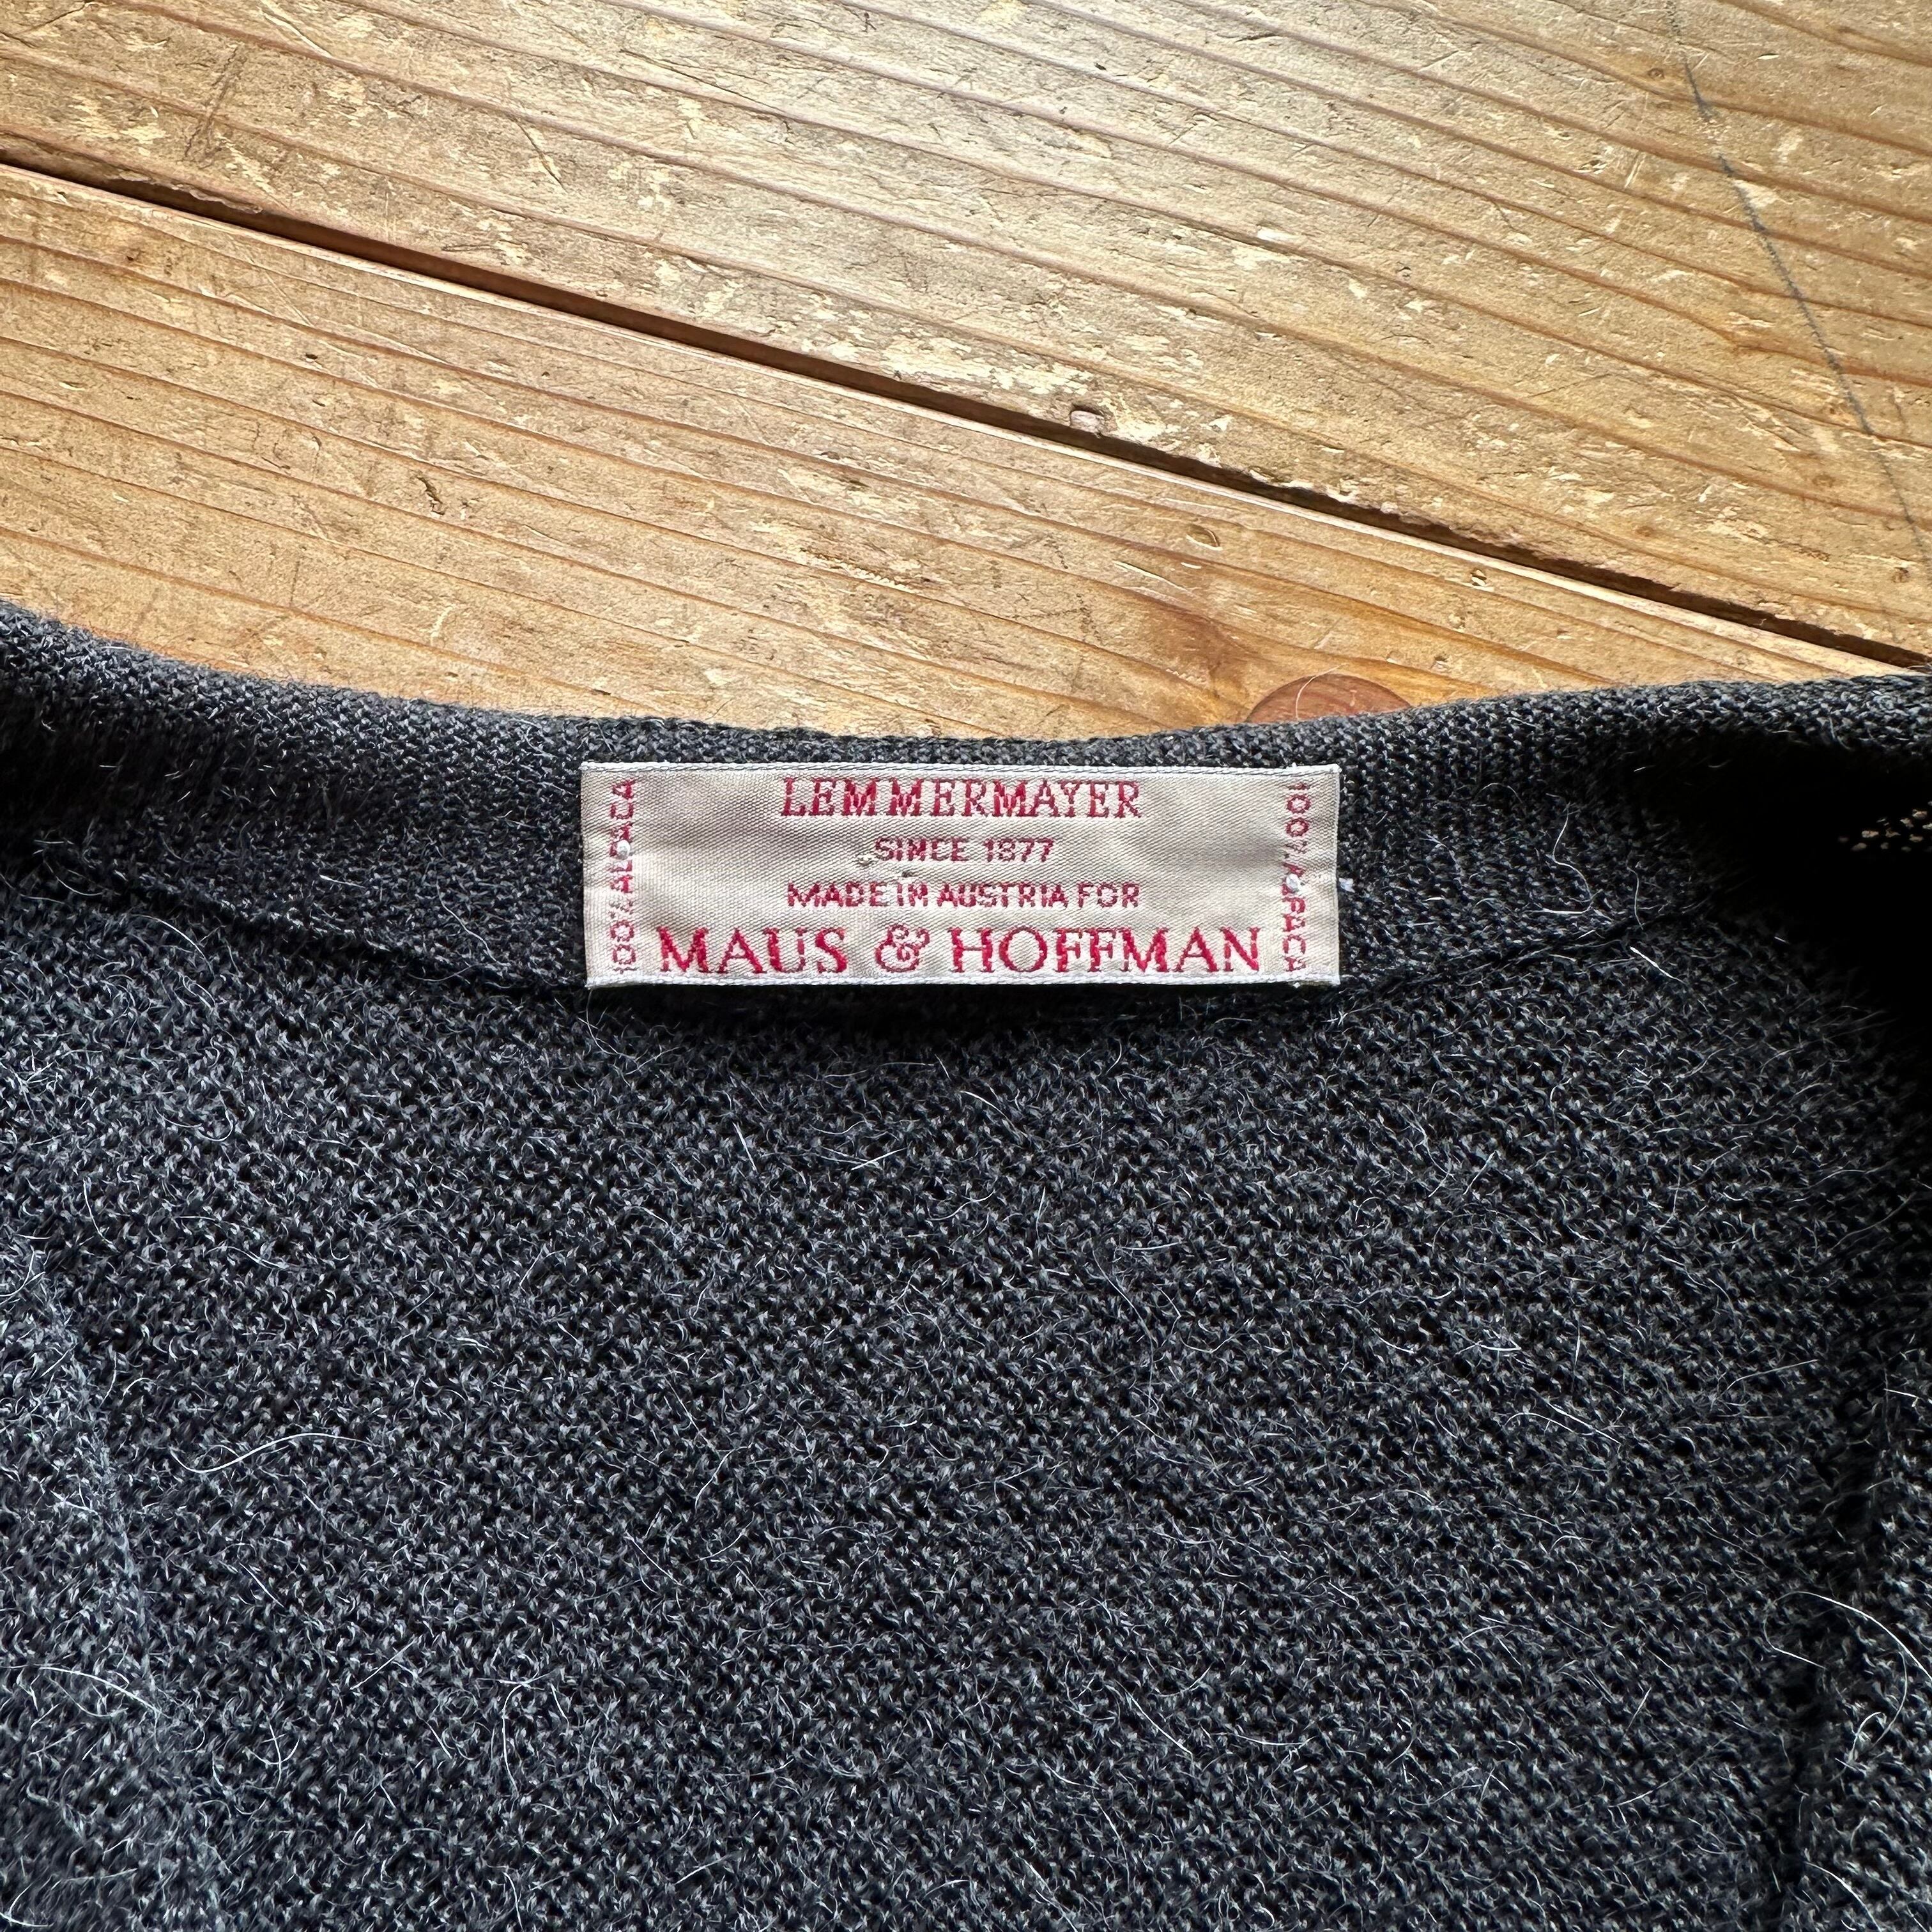 LEMMERMAYER
SINCE 1877
MADE IN AUSTRIA FOR
MAUS & HOFFMAN
100% ALPACA
100% ALPACA